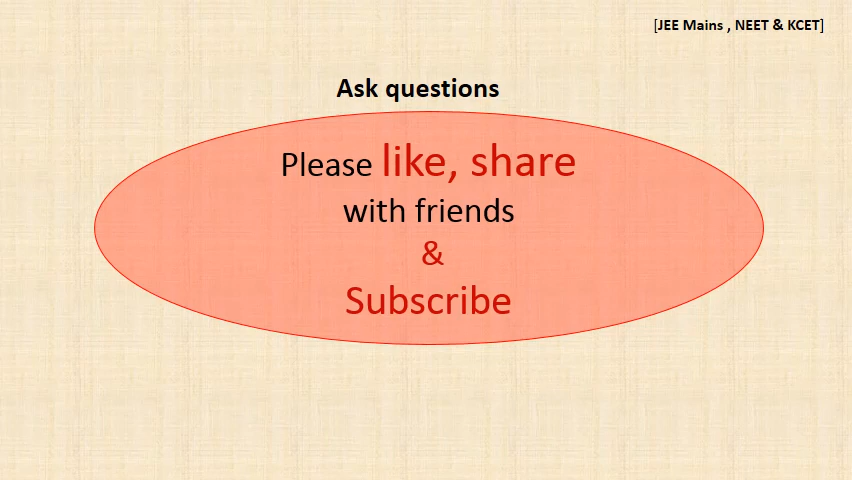 [JEE Mains , NEET & KCET]
Ask questions
Please like, share
with friends
&
Subscribe